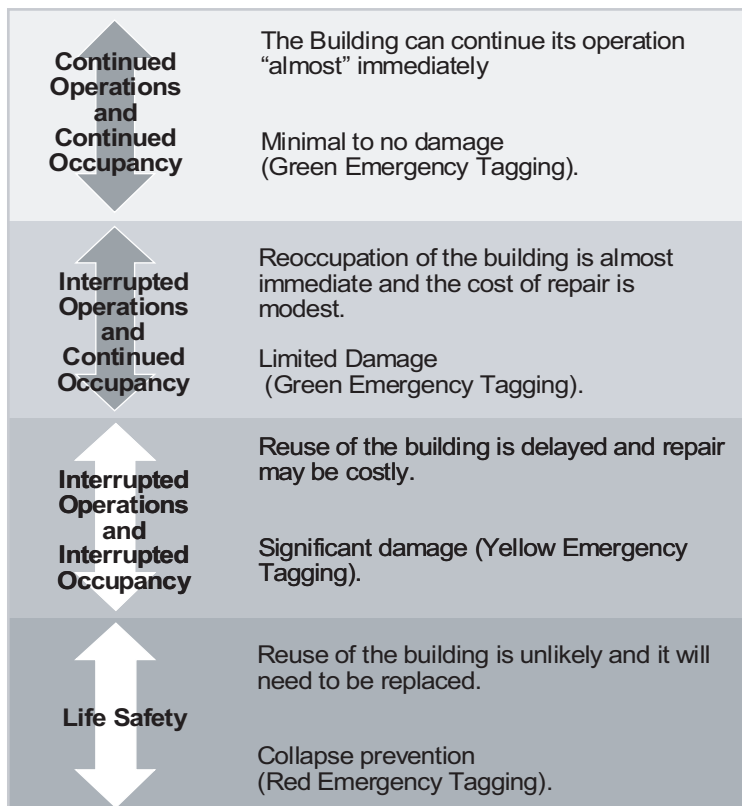 Continued
Operations
and
Continued
Occupancy
The Building can continue its operation
“almost” immediately
Minimal to no damage
(Green Emergency Tagging).
Interrupted
Operations
and
Continued
Occupancy
Reoccupation of the building is almost
immediate and the cost of repair is
modest.
Limited Damage
(Green Emergency Tagging).
Interrupted
Operations
and
Interrupted
Occupancy
Reuse of the building is delayed and repair
may be costly.
Significant damage (Yellow Emergency
Tagging).
Life Safety
Reuse of the building is unlikely and it will
need to be replaced.
Collapse prevention
(Red Emergency Tagging).